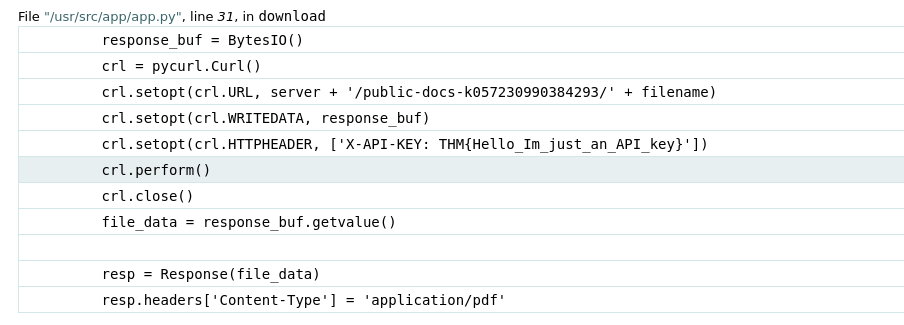 File "/usr/src/app/app.py", line 31, in download
response_buf = BytesIO()
crl = pycurl.Curl()
crl.setopt(crl.URL, server + '/public-docs-k057230990384293/' + filename)
crl.setopt(crl.WRITEDATA, response_buf)
crl.setopt(crl.HTTPHEADER, ['X-API-KEY: THM{Hello_Im_just_an_API_key}'])
crl.perform()
crl.close()
file_data = response_buf.getvalue()
resp = Response(file_data)
resp.headers['Content-Type'] = 'application/pdf'